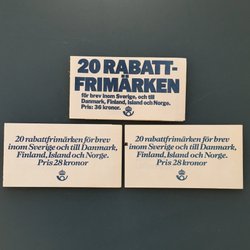 20 RABATT-
FRIMÄRKEN
för brev inom Sverige, och till
Danmark, Finland, Island och Norge.
Pris: 36 kronor.
20 rabattfrimärken för brev
inom Sverige och till Danmark,
Finland, Island och Norge.
Pris 28 kronor
20 rabattfrimärken för brev
inom Sverige och till Danmark,
Finland, Island och Norge.
Pris 28 kronor